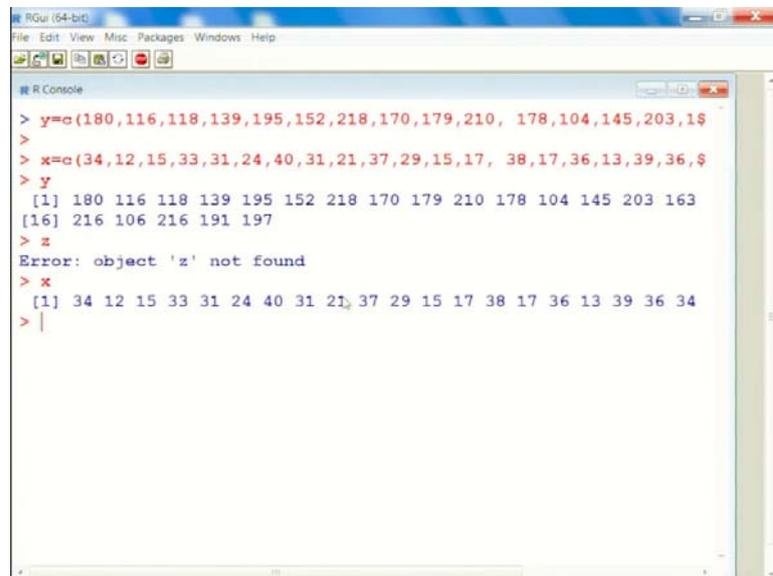 RGui (64-bit)
File Edit View Misc Packages Windows Help
R Console
> y=c(180,116,118,139,195,152,218,170,179,210, 178,104,145,203,1$
>
> x=c(34,12,15,33,31,24,40,31,21,37,29,15,17, 38,17,36,13,39,36,$
> y
[1] 180 116 118 139 195 152 218 170 179 210 178 104 145 203 163
[16] 216 106 216 191 197
> z
Error: object 'z' not found
> x
[1] 34 12 15 33 31 24 40 31 21 37 29 15 17 38 17 36 13 39 36 34
>